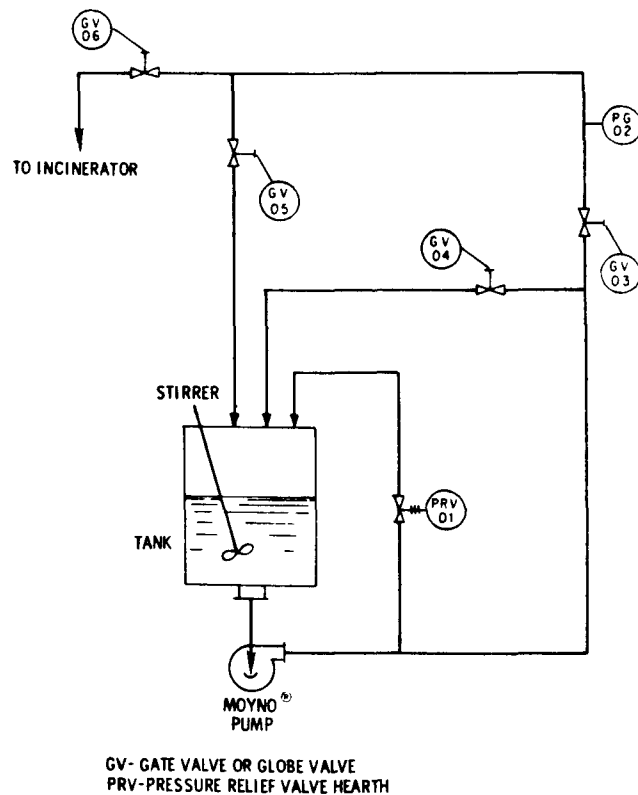 GV
06
TO INCINERATOR
PG
02
GV
05
GV
03
GV
04
STIRRER
PRV
01
TANK
MOYNO®
PUMP
GV- GATE VALVE OR GLOBE VALVE
PRV-PRESSURE RELIEF VALVE HEARTH